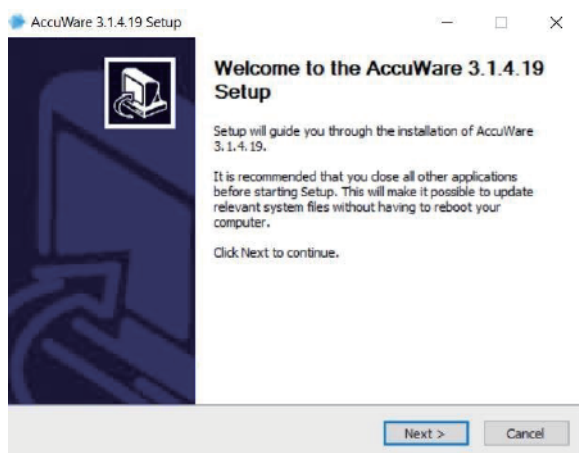 AccuWare 3.1.4.19 Setup
Welcome to the AccuWare 3.1.4.19
Setup
Setup will guide you through the installation of AccuWare
3.1.4.19.
It is recommended that you close all other applications
before starting Setup. This will make it possible to update
relevant system files without having to reboot your
computer.
Click Next to continue.
Next >
Cancel